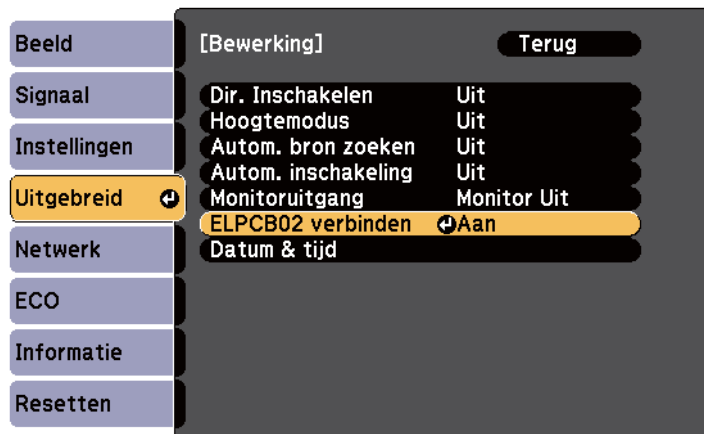 Beeld
Signaal
Instellingen
Uitgebreid
Netwerk
ECO
Informatie
Resetten
[Bewerking] Terug
Dir. Inschakelen Uit
Hoogtemodus Uit
Autom. bron zoeken Uit
Autom. inschakeling Uit
Monitoruitgang Monitor Uit
ELPCB02 verbinden Aan
Datum & tijd